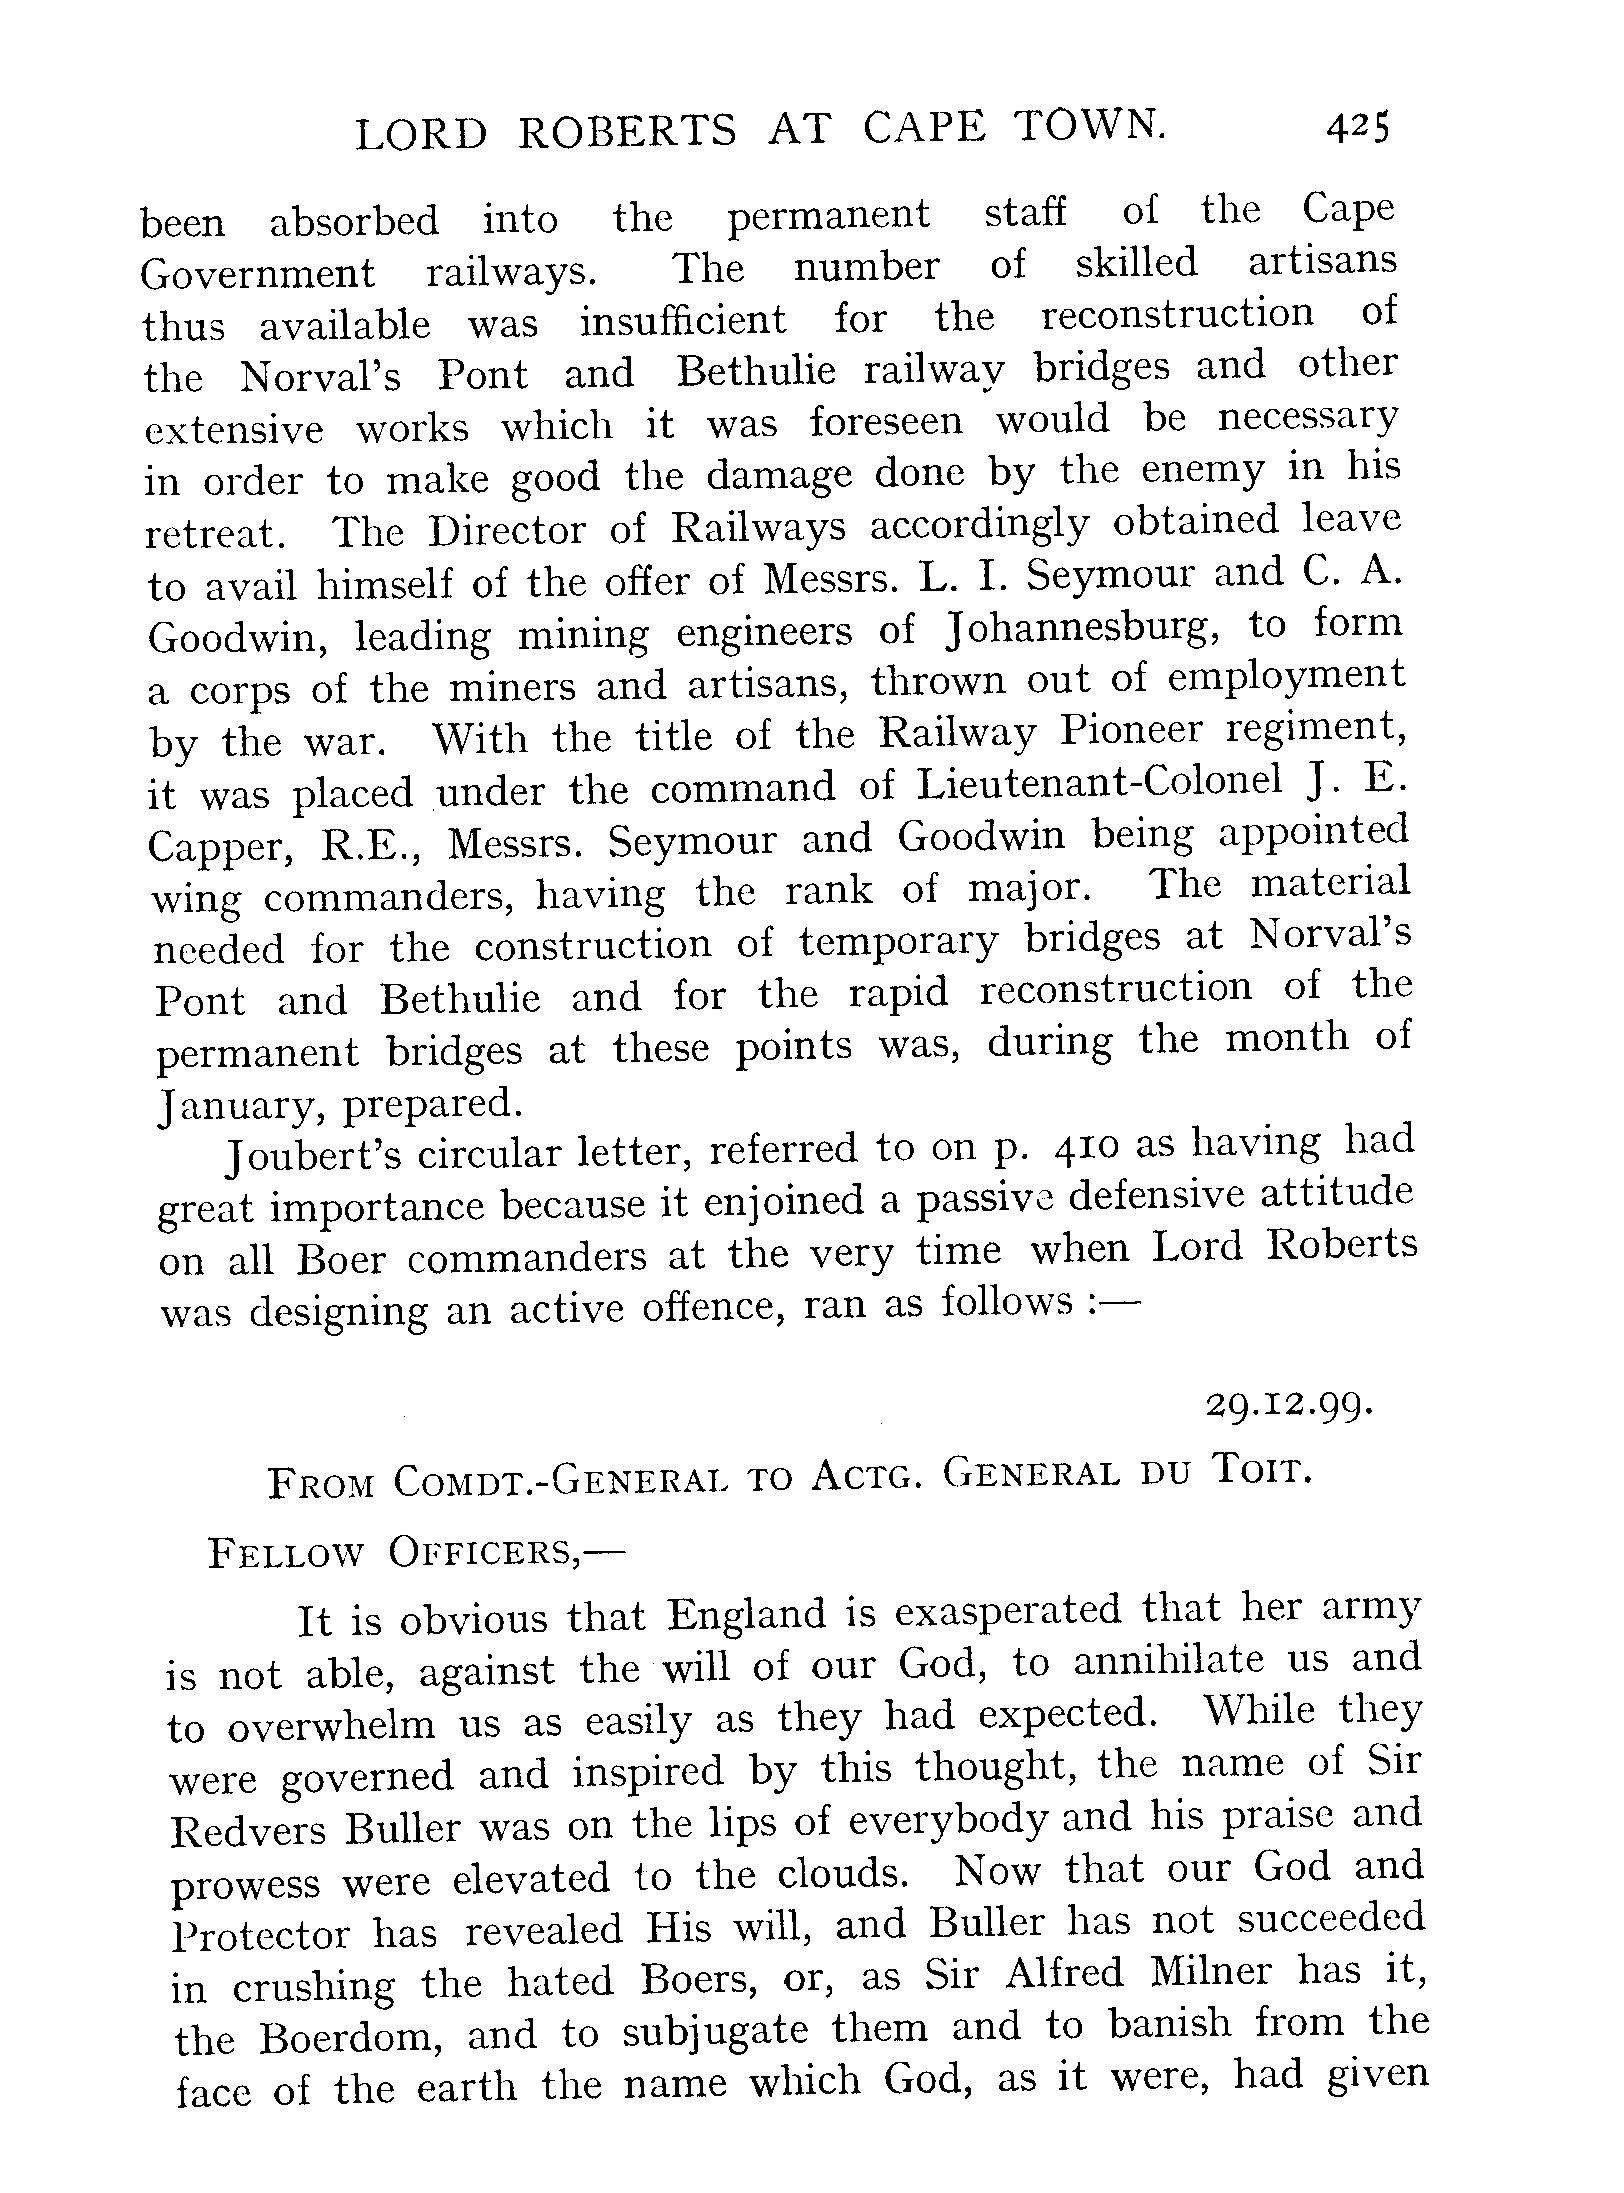 LORD ROBERTS AT CAPE TOWN. 425
been absorbed into the permanent staff of the Cape
Government railways. The number of skilled artisans
thus available was insufficient for the reconstruction of
the Norval's Pont and Bethulie railway bridges and other
extensive works which it was foreseen would be necessary
in order to make good the damage done by the enemy in his
retreat. The Director of Railways accordingly obtained leave
to avail himself of the offer of Messrs. L. I. Seymour and C. A.
Goodwin, leading mining engineers of Johannesburg, to form
a corps of the miners and artisans, thrown out of employment
by the war. With the title of the Railway Pioneer regiment,
it was placed under the command of Lieutenant-Colonel J. E.
Capper, R.E., Messrs. Seymour and Goodwin being appointed
wing commanders, having the rank of major. The material
needed for the construction of temporary bridges at Norval's
Pont and Bethulie and for the rapid reconstruction of the
permanent bridges at these points was, during the month of
January, prepared.
Joubert's circular letter, referred to on p. 410 as having had
great importance because it enjoined a passive defensive attitude
on all Boer commanders at the very time when Lord Roberts
was designing an active offence, ran as follows :—
29.12.99.
FROM COMDT.-GENERAL TO ACTG. GENERAL DU TOIT.
FELLOW OFFICERS,—
It is obvious that England is exasperated that her army
is not able, against the will of our God, to annihilate us and
to overwhelm us as easily as they had expected. While they
were governed and inspired by this thought, the name of Sir
Redvers Buller was on the lips of everybody and his praise and
prowess were elevated to the clouds. Now that our God and
Protector has revealed His will, and Buller has not succeeded
in crushing the hated Boers, or, as Sir Alfred Milner has it,
the Boerdom, and to subjugate them and to banish from the
face of the earth the name which God, as it were, had given